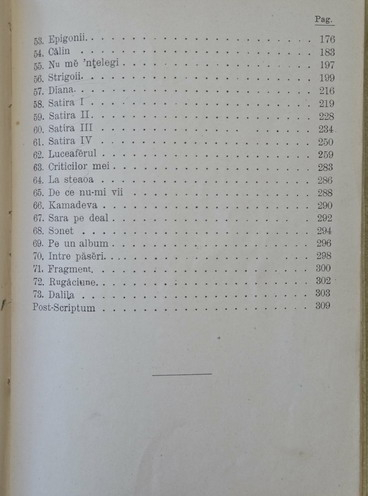 Pag.
53. Epigonii. . . . . . . . . . . . . . . . . . . 176
54. Călin . . . . . . . . . . . . . . . . . . . 183
55. Nu mĕ 'nţelegi . . . . . . . . . . . . . . . 197
56. Strigoii. . . . . . . . . . . . . . . . . . . 199
57. Diana. . . . . . . . . . . . . . . . . . . 216
58. Satira I . . . . . . . . . . . . . . . . . . 219
59. Satira II. . . . . . . . . . . . . . . . . . 228
60. Satira III . . . . . . . . . . . . . . . . . 234
61. Satira IV . . . . . . . . . . . . . . . . . 250
62. Luceafĕrul . . . . . . . . . . . . . . . . . 259
63. Criticilor mei . . . . . . . . . . . . . . . . 283
64. La steaoa . . . . . . . . . . . . . . . . . 286
65. De ce nu-mi vii . . . . . . . . . . . . . . . 288
66. Kamadeva . . . . . . . . . . . . . . . . . 290
67. Sara pe deal . . . . . . . . . . . . . . . . 292
68. Sonet . . . . . . . . . . . . . . . . . . . 294
69. Pe un album . . . . . . . . . . . . . . . . 296
70. Intre păsĕri. . . . . . . . . . . . . . . . . 298
71. Fragment. . . . . . . . . . . . . . . . . . 300
72. Rugăciune. . . . . . . . . . . . . . . . . . 302
73. Dalila . . . . . . . . . . . . . . . . . . . 303
Post-Scriptum . . . . . . . . . . . . . . . . 309